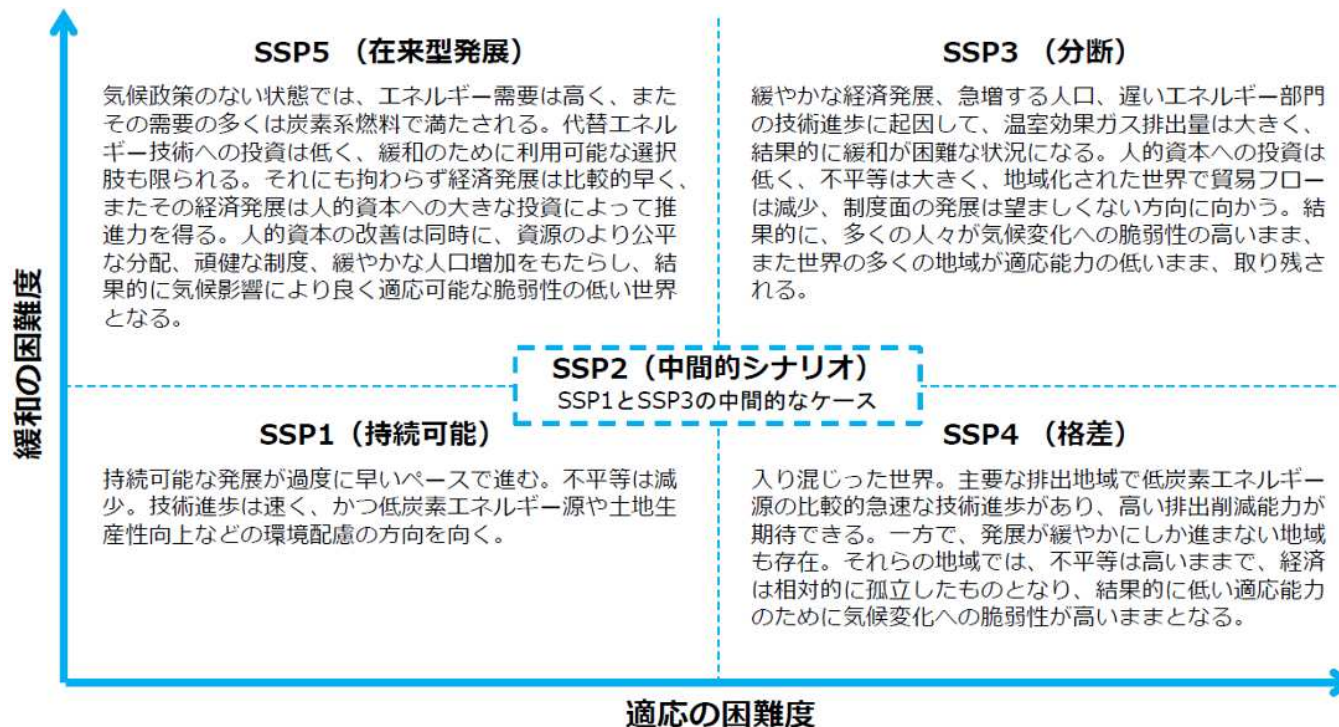 SSP5 （在来型発展）
気候政策のない状態では、エネルギー需要は高く、また
その需要の多くは炭素系燃料で満たされる。代替エネル
ギー技術への投資は低く、緩和のために利用可能な選択
肢も限られる。それにも拘わらず経済発展は比較的早く、
またその経済発展は人的資本への大きな投資によって推
進力を得る。人的資本の改善は同時に、資源のより公平
な分配、頑健な制度、緩やかな人口増加をもたらし、結
果的に気候影響により良く適応可能な脆弱性の低い世界
となる。
SSP3 （分断）
緩やかな経済発展、急増する人口、遅いエネルギー部門
の技術進歩に起因して、温室効果ガス排出量は大きく、
結果的に緩和が困難な状況になる。人的資本への投資は
低く、不平等は大きく、地域化された世界で貿易フロー
は減少、制度面の発展は望ましくない方向に向かう。結
果的に、多くの人々が気候変化への脆弱性の高いまま、
また世界の多くの地域が適応能力の低いまま、取り残さ
れる。
緩和の困難度
SSP2（中間的シナリオ）
SSP1とSSP3の中間的なケース
SSP1（持続可能）
持続可能な発展が過度に早いペースで進む。不平等は減
少。技術進歩は速く、かつ低炭素エネルギー源や土地生
産性向上などの環境配慮の方向を向く。
SSP4 （格差）
入り混じった世界。主要な排出地域で低炭素エネルギー
源の比較的急速な技術進歩があり、高い排出削減能力が
期待できる。一方で、発展が緩やかにしか進まない地域
も存在。それらの地域では、不平等は高いままで、経済
は相対的に孤立したものとなり、結果的に低い適応能力
のために気候変化への脆弱性が高いままとなる。
適応の困難度